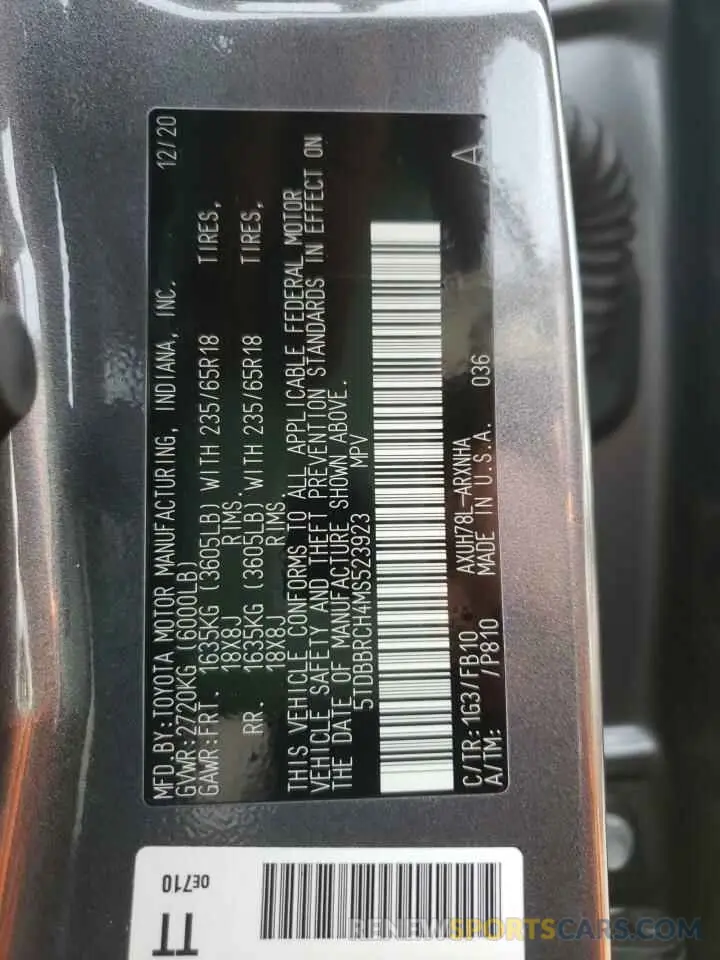 MFD.BY:TOYOTA MOTOR MANUFACTURING, INDIANA, INC. 12/20
GVWR:2720KG (6000LB)
GAWR:FRT. 1635KG (3605LB) WITH 235/65R18 TIRES,
18X8J RIMS.
RR. 1635KG (3605LB) WITH 235/65R18 TIRES,
18X8J RIMS.
THIS VEHICLE CONFORMS TO ALL APPLICABLE FEDERAL MOTOR
VEHICLE SAFETY AND THEFT PREVENTION STANDARDS IN EFFECT ON
THE DATE OF MANUFACTURE SHOWN ABOVE.
5TDBBRCH4MS523923 MPV
C/TR:1G3/FB10 AXUH78L-ARXNHA A
A/TM: /P810 MADE IN U.S.A. 036
0E710
TT
RENEWSPORTSCARS.COM